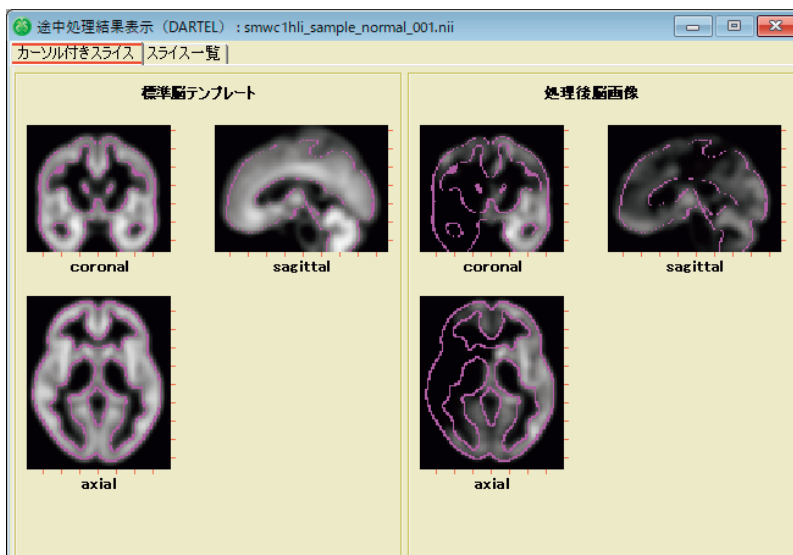 途中処理結果表示（DARTEL）：smwc1hli_sample_normal_001.nii
カーソル付きスライス スライス一覧
標準脳テンプレート
coronal
sagittal
axial
処理後脳画像
coronal
sagittal
axial